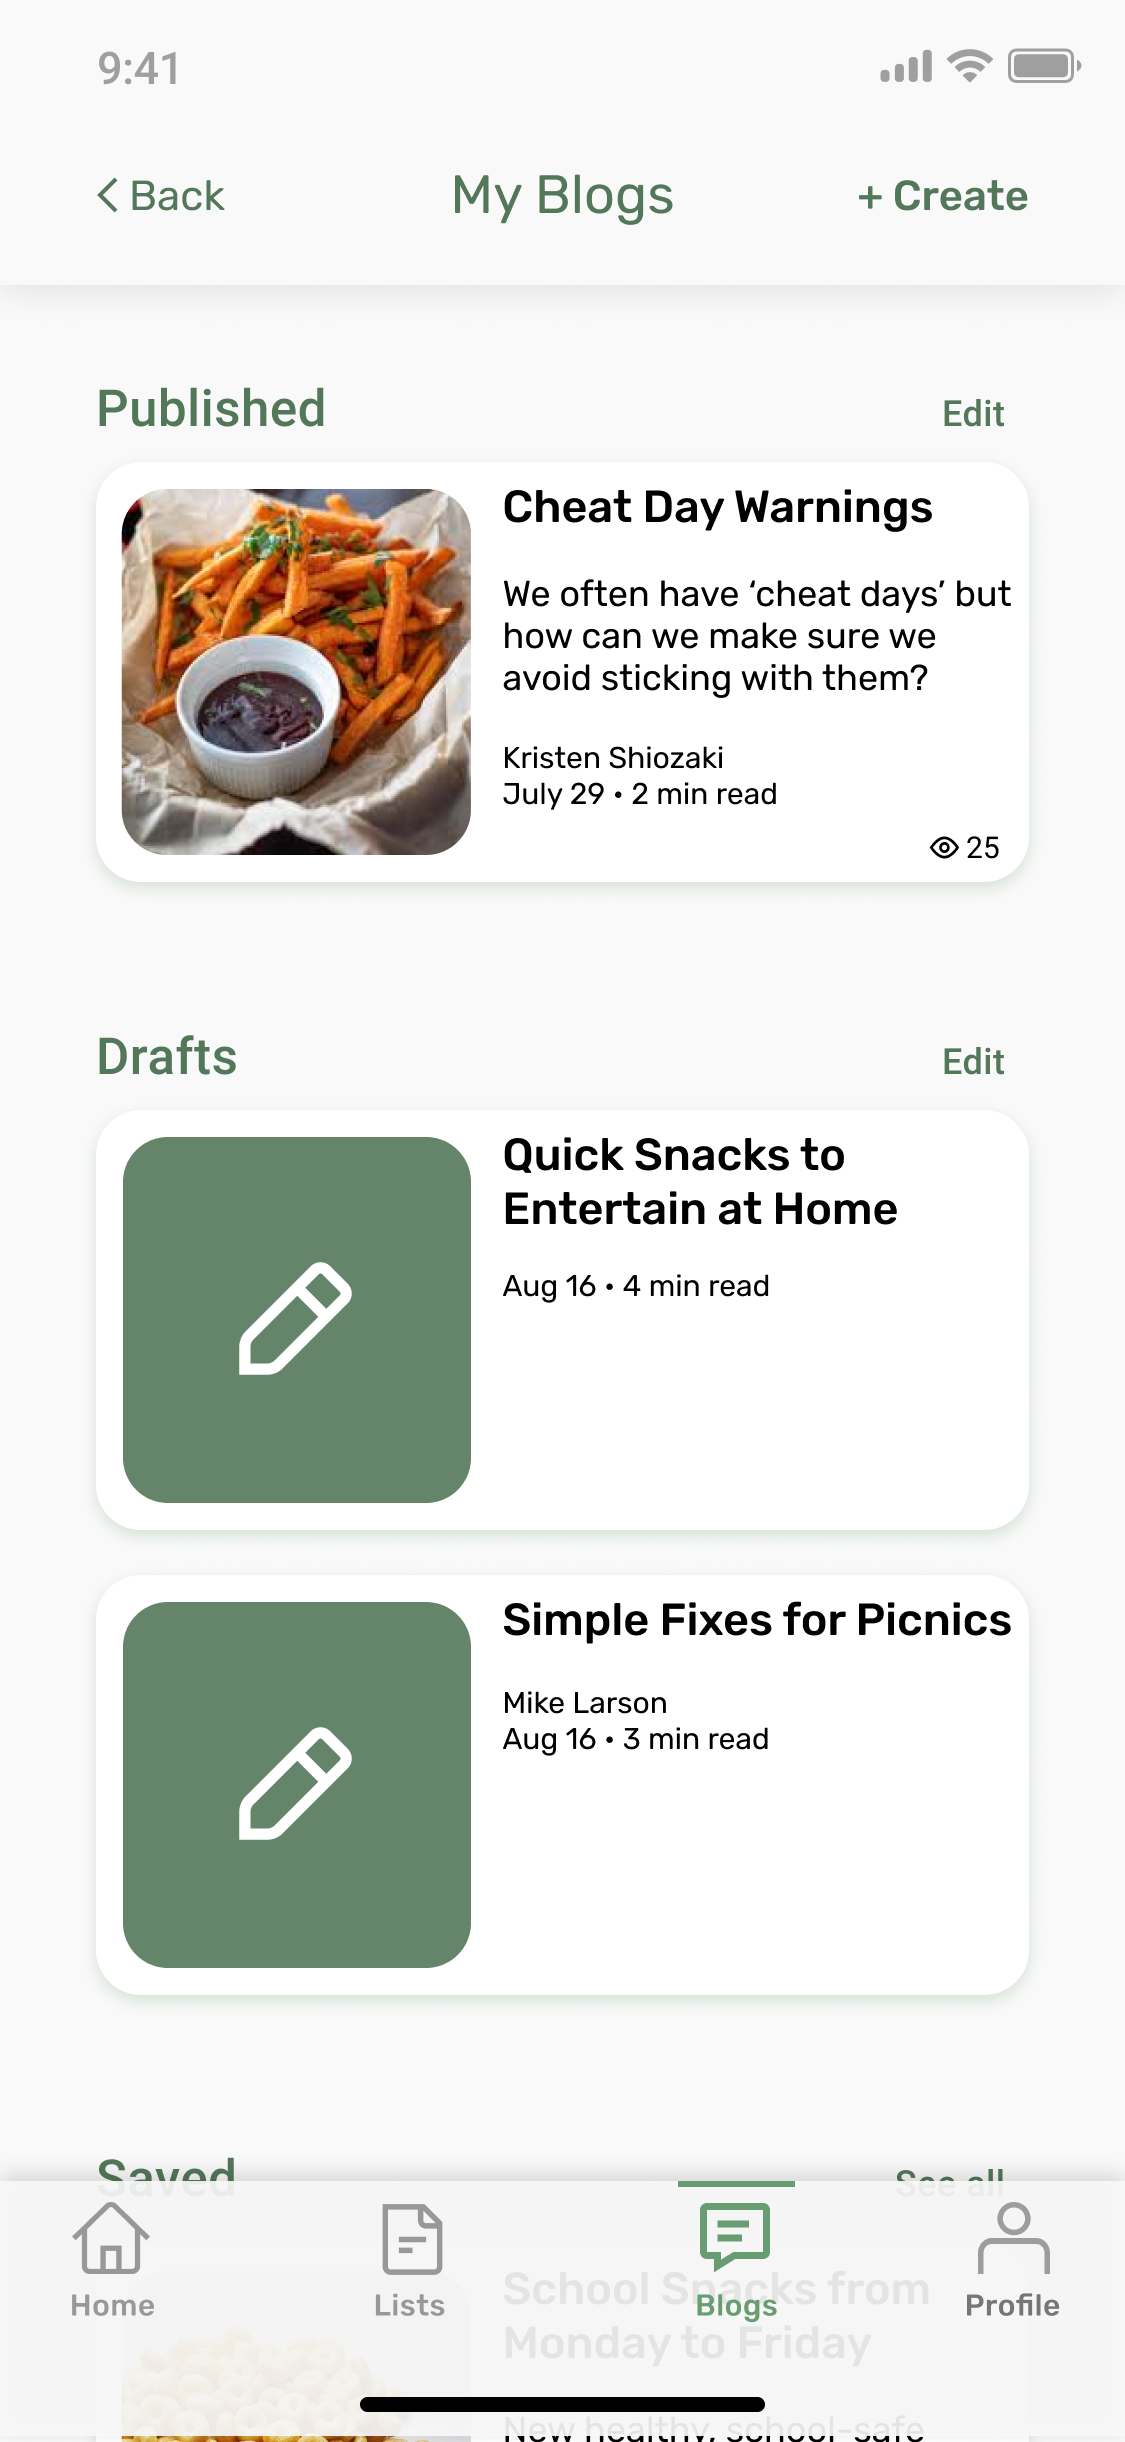 9:41
Back
My Blogs
+ Create
Published
Edit
Cheat Day Warnings
We often have ‘cheat days’ but
how can we make sure we
avoid sticking with them?
Kristen Shiozaki
July 29 • 2 min read
25
Drafts
Edit
Quick Snacks to
Entertain at Home
Aug 16 • 4 min read
Simple Fixes for Picnics
Mike Larson
Aug 16 • 3 min read
Saved
See all
School Snacks from
Monday to Friday
New healthy, school-safe
Home
Lists
Blogs
Profile